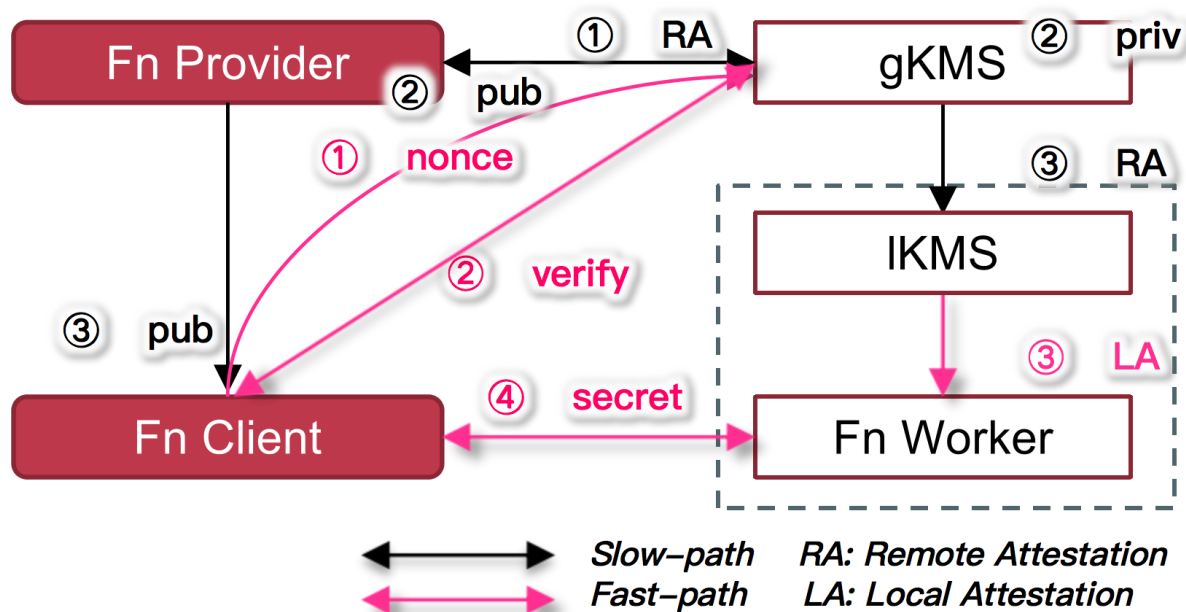 Fn Provider
① RA
gKMS
② priv
② pub
① nonce
③ RA
lKMS
② verify
③ pub
③ LA
Fn Client
④ secret
Fn Worker
Slow-path RA: Remote Attestation
Fast-path LA: Local Attestation